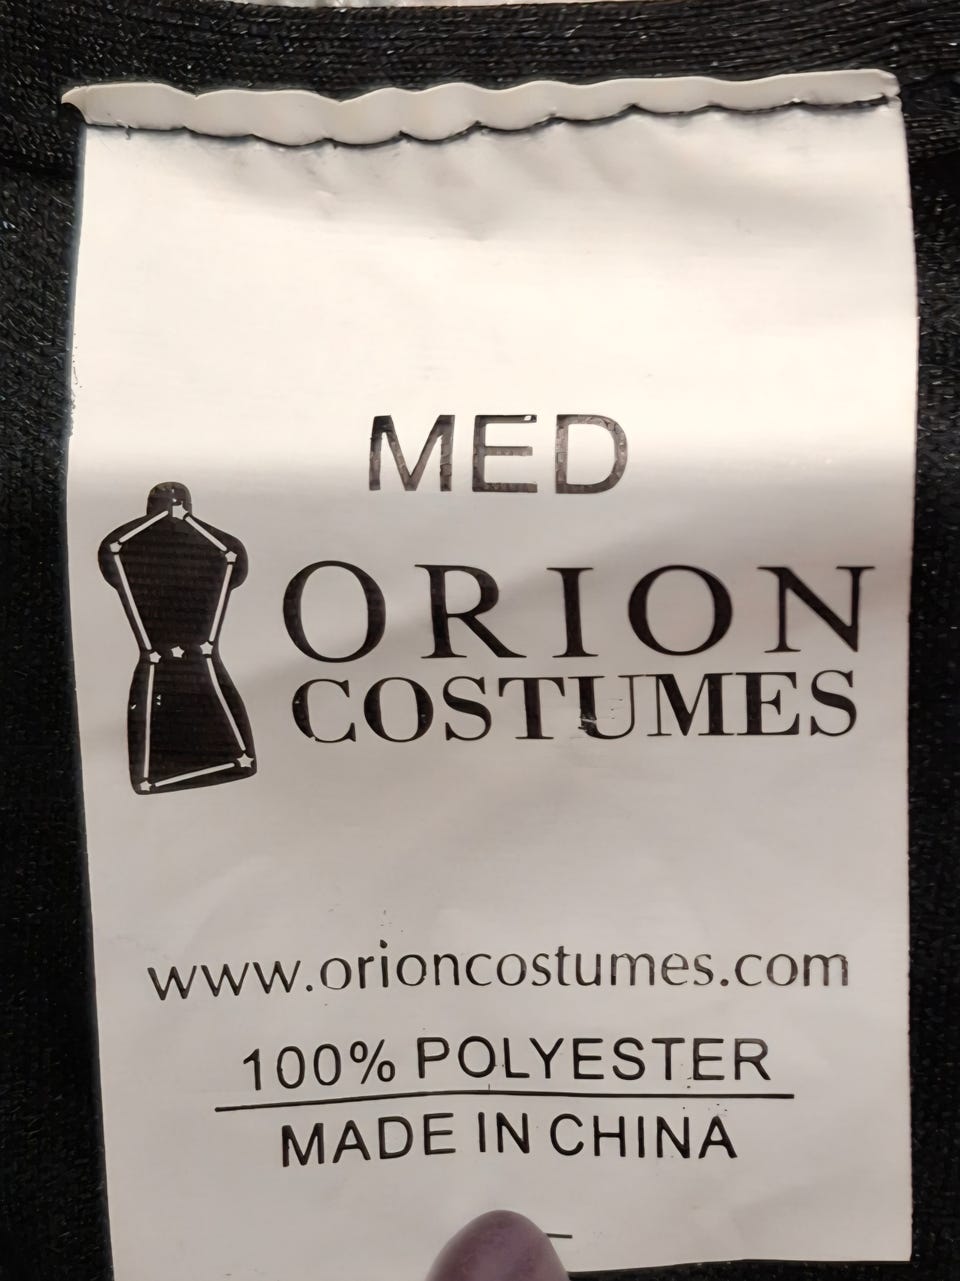 MED
ORION
COSTUMES
www.orioncostumes.com
100% POLYESTER
MADE IN CHINA